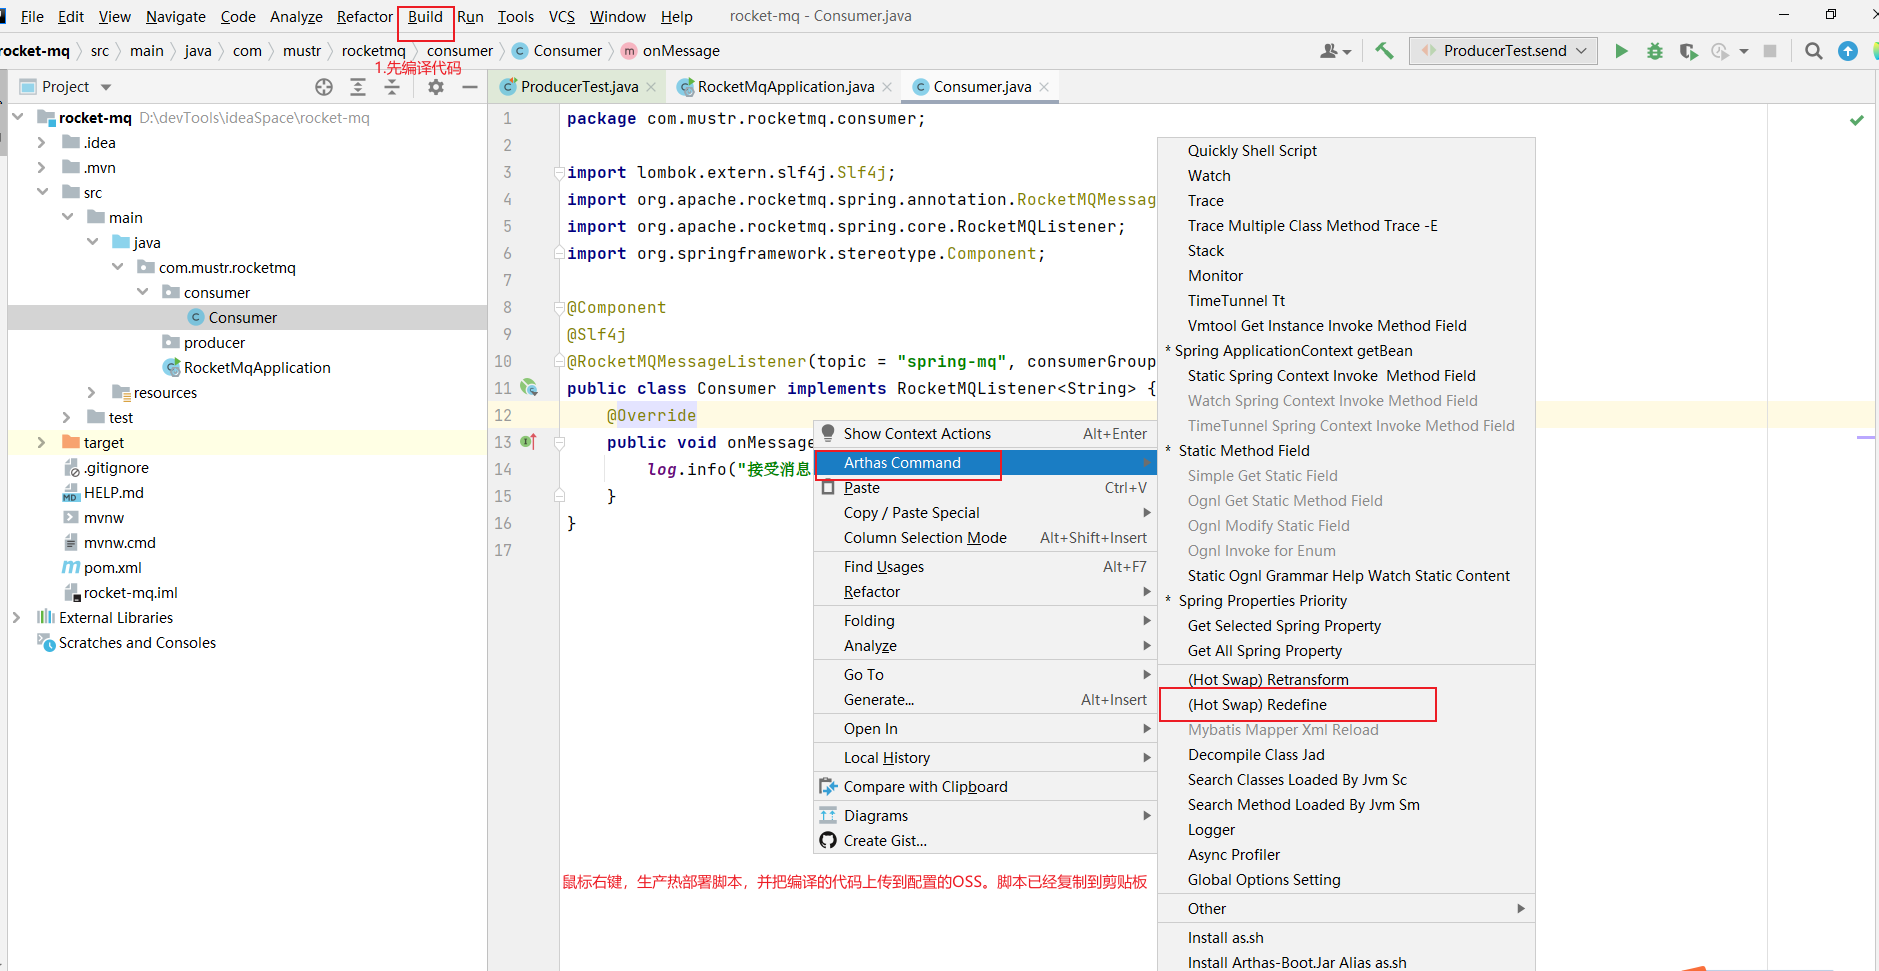 File Edit View Navigate Code Analyze Refactor Build Run Tools VCS Window Help rocket-mq - Consumer.java
rocket-mq src main java com mustr rocketmq consumer Consumer onMessage
ProducerTest.send
1.先编译代码
Project
ProducerTest.java RocketMqApplication.java Consumer.java
rocket-mq D:\devTools\ideaSpace\rocket-mq
.idea
.mvn
src
main
java
com.mustr.rocketmq
consumer
Consumer
producer
RocketMqApplication
resources
test
target
.gitignore
HELP.md
mvnw
mvnw.cmd
pom.xml
rocket-mq.iml
External Libraries
Scratches and Consoles
1 package com.mustr.rocketmq.consumer;
2
3 import lombok.extern.slf4j.Slf4j;
4 import org.apache.rocketmq.spring.annotation.RocketMQMessag
5 import org.apache.rocketmq.spring.core.RocketMQListener;
6 import org.springframework.stereotype.Component;
7
8 @Component
9 @Slf4j
10 @RocketMQMessageListener(topic = "spring-mq", consumerGroup
11 public class Consumer implements RocketMQListener<String> {
12 @Override
13 public void onMessage
14 log.info("接受消息
15 }
16 }
17
Show Context Actions Alt+Enter
Arthas Command
Paste Ctrl+V
Copy / Paste Special
Column Selection Mode Alt+Shift+Insert
Find Usages Alt+F7
Refactor
Folding
Analyze
Go To
Generate... Alt+Insert
Open In
Local History
Compare with Clipboard
Diagrams
Create Gist...
Quickly Shell Script
Watch
Trace
Trace Multiple Class Method Trace -E
Stack
Monitor
TimeTunnel Tt
Vmtool Get Instance Invoke Method Field
* Spring ApplicationContext getBean
Static Spring Context Invoke Method Field
Watch Spring Context Invoke Method Field
TimeTunnel Spring Context Invoke Method Field
* Static Method Field
Simple Get Static Field
Ognl Get Static Method Field
Ognl Modify Static Field
Ognl Invoke for Enum
Static Ognl Grammar Help Watch Static Content
* Spring Properties Priority
Get Selected Spring Property
Get All Spring Property
(Hot Swap) Retransform
(Hot Swap) Redefine
Mybatis Mapper Xml Reload
Decompile Class Jad
Search Classes Loaded By Jvm Sc
Search Method Loaded By Jvm Sm
Logger
Async Profiler
Global Options Setting
Other
Install as.sh
Install Arthas-Boot.Jar Alias as.sh
鼠标右键，生产热部署脚本，并把编译的代码上传到配置的OSS。脚本已经复制到剪贴板